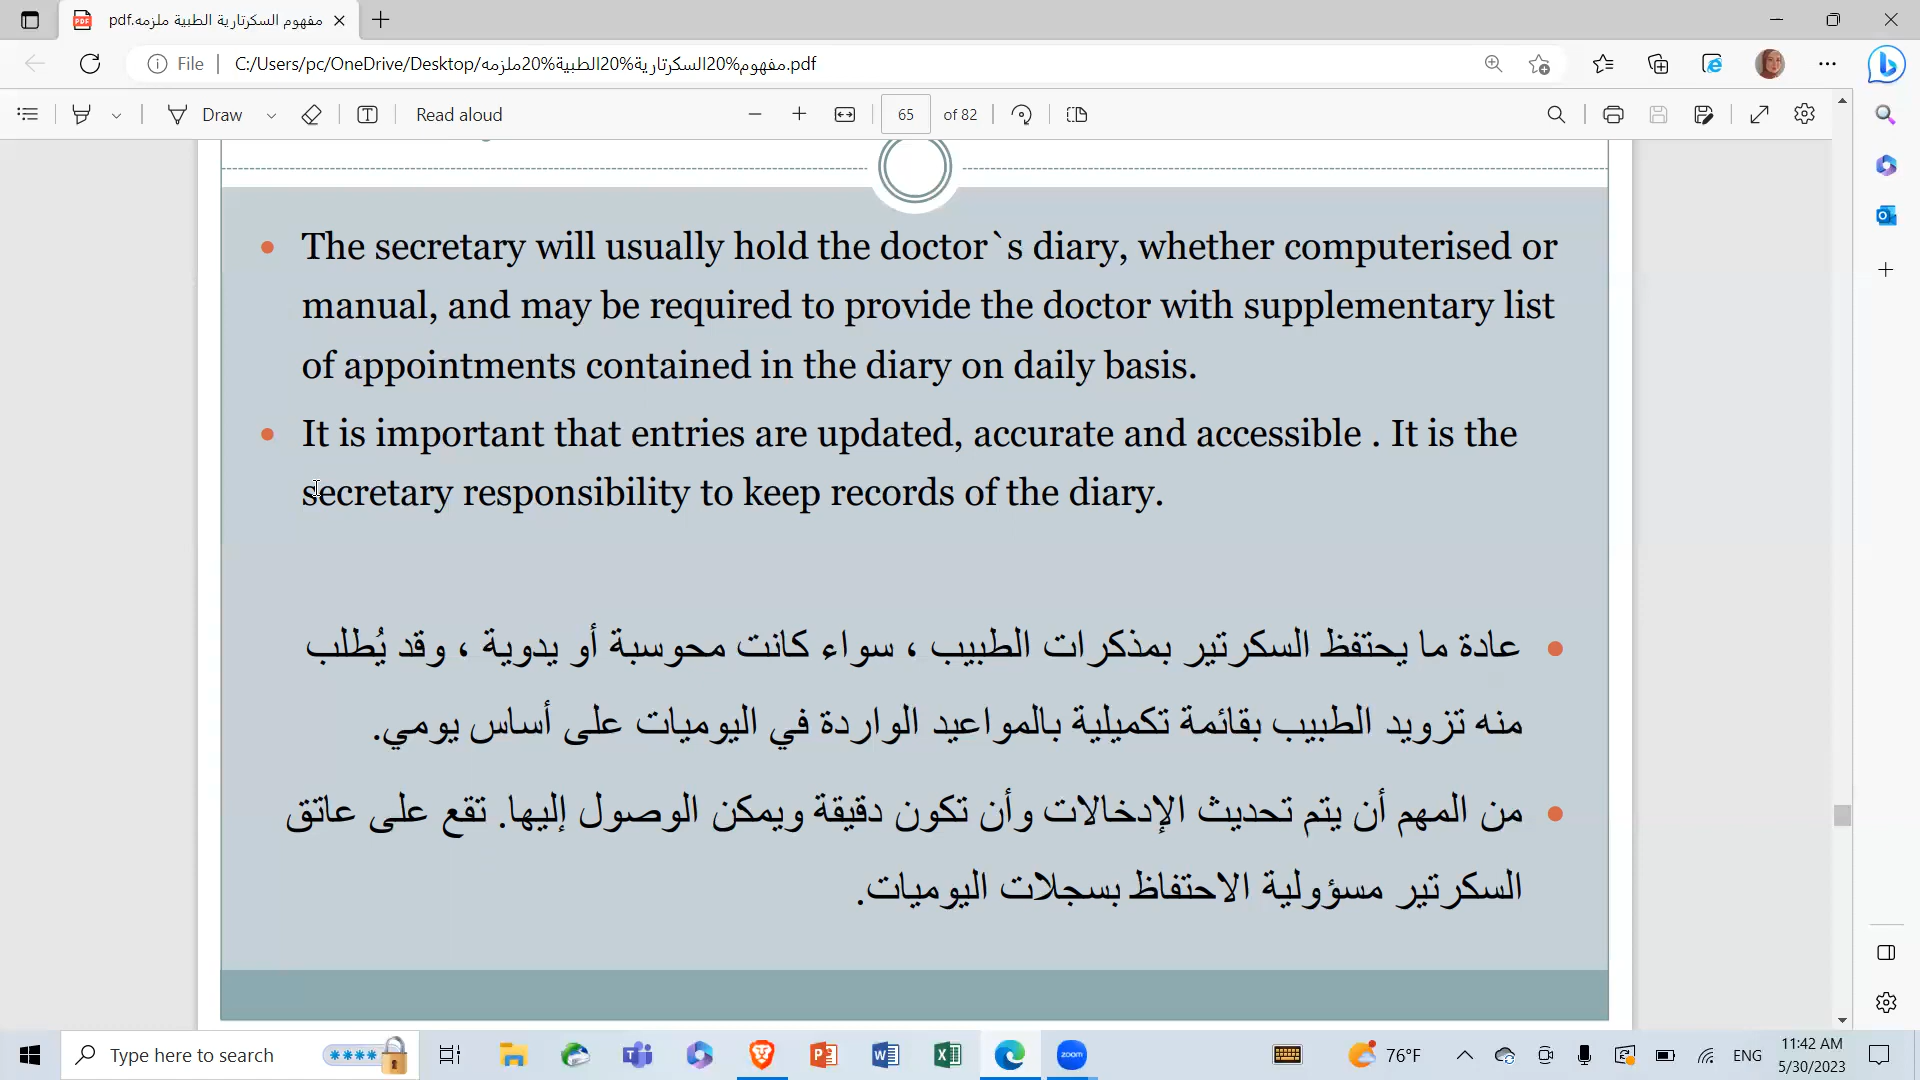 مفهوم السكرتارية الطبية ملزمه.pdf
File
C:/Users/pc/OneDrive/Desktop/مفهوم%20السكرتارية%20الطبية%20ملزمه.pdf
Draw
Read aloud
65
of 82
The secretary will usually hold the doctor`s diary, whether computerised or
manual, and may be required to provide the doctor with supplementary list
of appointments contained in the diary on daily basis.
It is important that entries are updated, accurate and accessible . It is the
secretary responsibility to keep records of the diary.
عادة ما يحتفظ السكرتير بمذكرات الطبيب ، سواء كانت محوسبة أو يدوية ، وقد يُطلب
منه تزويد الطبيب بقائمة تكميلية بالمواعيد الواردة في اليوميات على أساس يومي.
من المهم أن يتم تحديث الإدخالات وأن تكون دقيقة ويمكن الوصول إليها. تقع على عاتق
السكرتير مسؤولية الاحتفاظ بسجلات اليوميات.
Type here to search
zoom
76°F
ENG
11:42 AM
5/30/2023